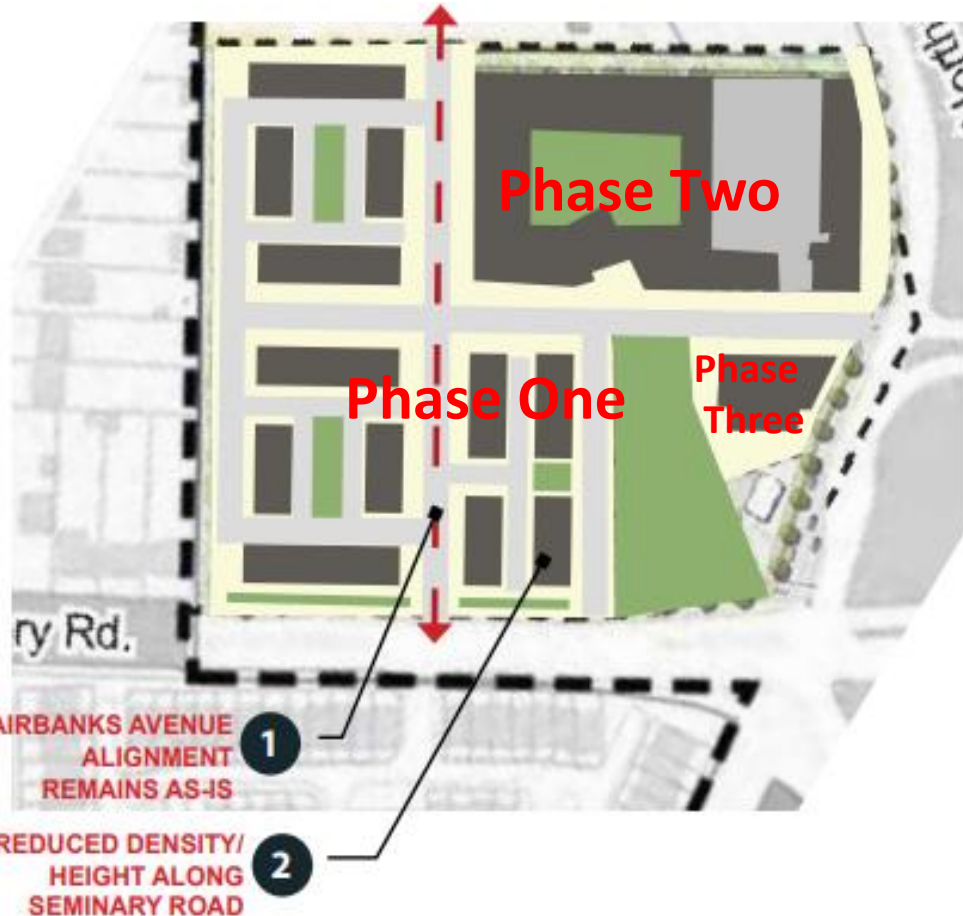 North
Phase Two
Phase
Three
Phase One
ry Rd.
AIRBANKS AVENUE
ALIGNMENT
REMAINS AS-IS
1
REDUCED DENSITY/
HEIGHT ALONG
SEMINARY ROAD
2